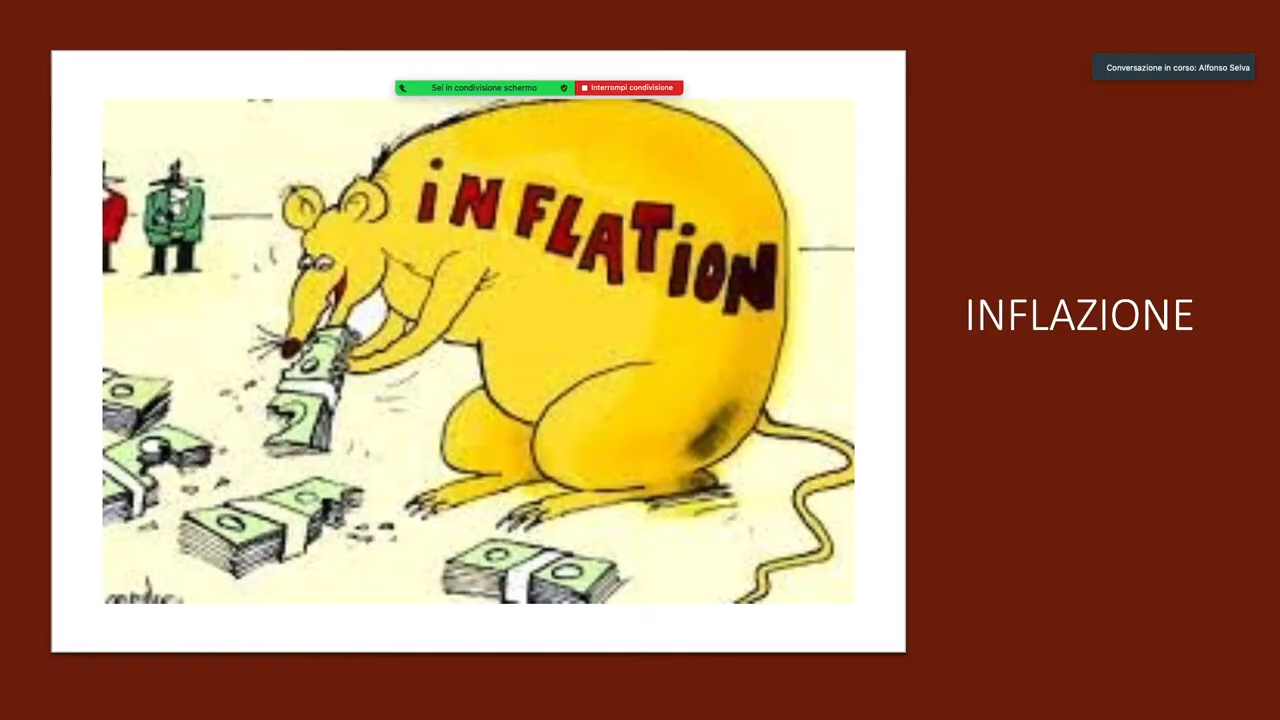 Conversazione in corso: Alfonso Selva
Sei in condivisione schermo
Interrompi condivisione
iNFLATiON
INFLAZIONE